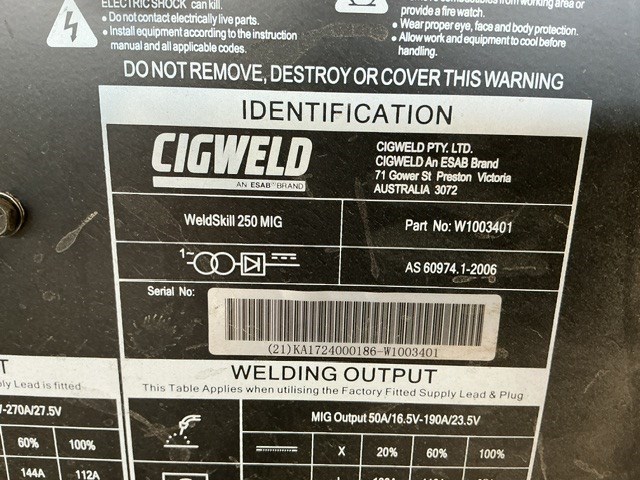 ELECTRIC SHOCK can kill.
• Do not contact electrically live parts.
• Install equipment according to the instruction
manual and all applicable codes.
provide a fire watch.
• Wear proper eye, face and body protection.
• Allow work and equipment to cool before
handling.
DO NOT REMOVE, DESTROY OR COVER THIS WARNING
IDENTIFICATION
CIGWELD
AN ESAB BRAND
CIGWELD PTY. LTD.
CIGWELD An ESAB Brand
71 Gower St Preston Victoria
AUSTRALIA 3072
WeldSkill 250 MIG
Part No: W1003401
1~
AS 60974.1-2006
Serial No:
(21)KA1724000186-W1003401
WELDING OUTPUT
This Table Applies when utilising the Factory Fitted Supply Lead & Plug
Lead is fitted
-270A/27.5V
60% 100%
144A 112A
MIG Output 50A/16.5V-190A/23.5V
X 20% 60% 100%